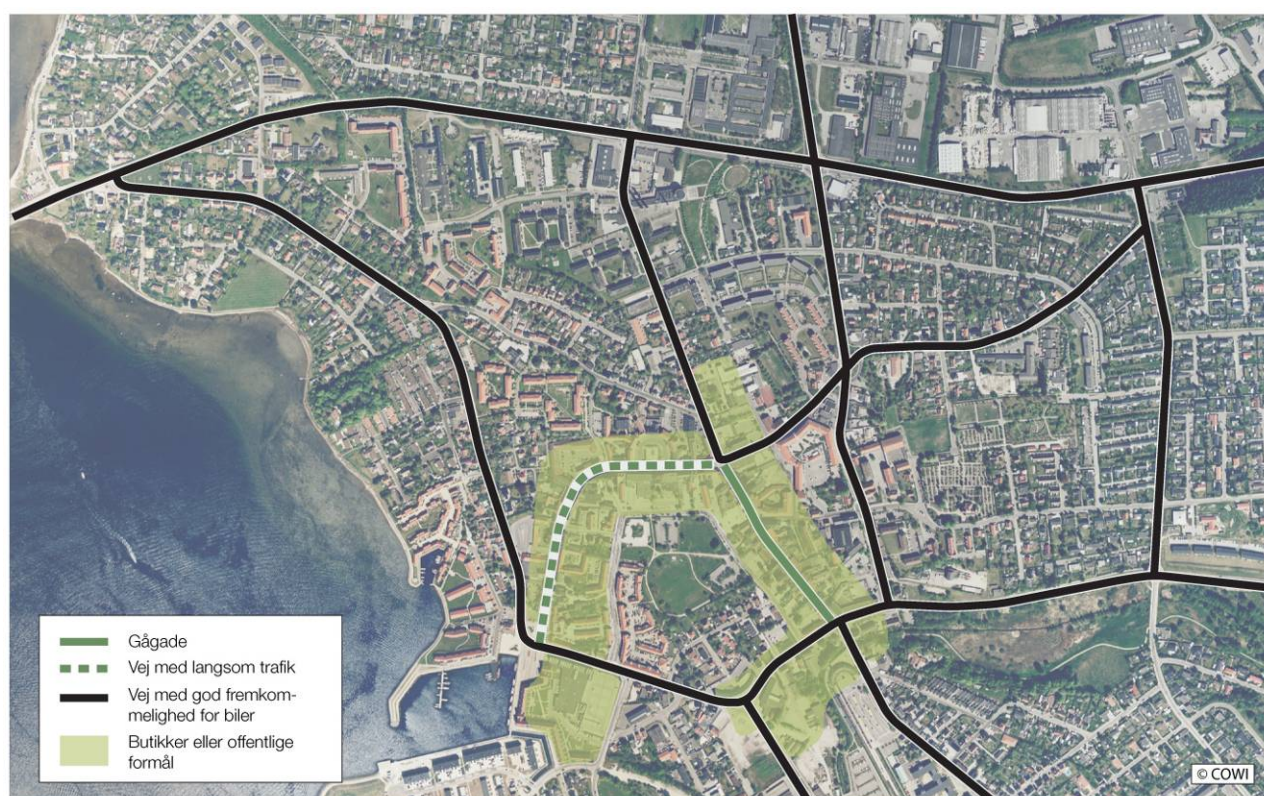 Gågade
Vej med langsom trafik
Vej med god fremkom-
melighed for biler
Butikker eller offentlige
formål
© COWI